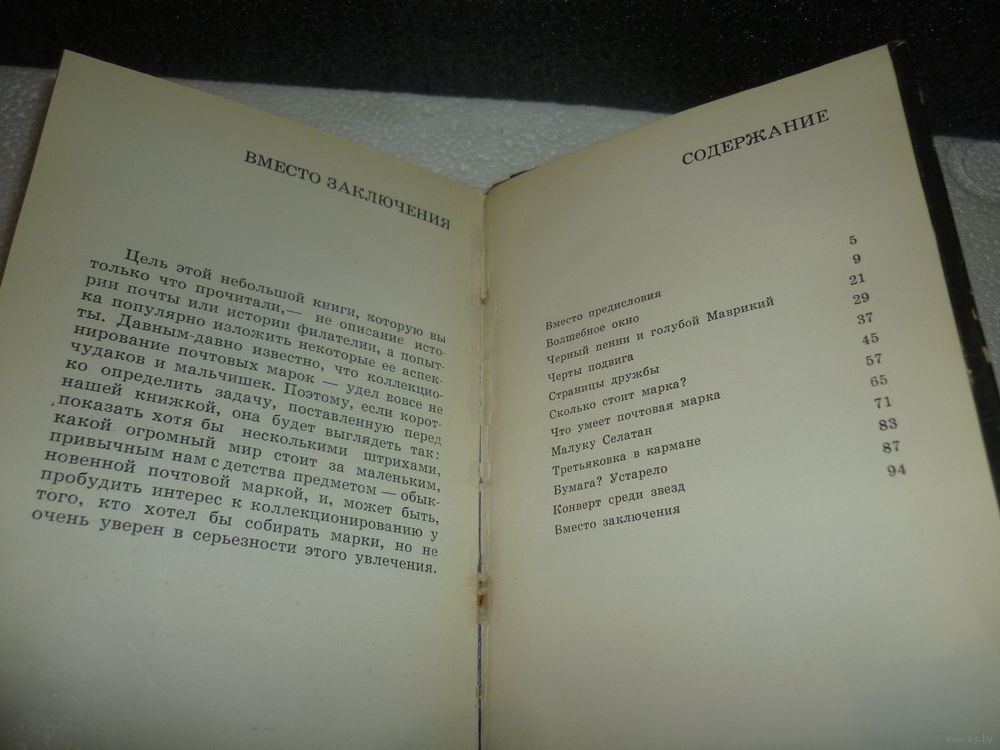 ВМЕСТО ЗАКЛЮЧЕНИЯ
Цель этой небольшой книги, которую вы
только что прочитали,— не описание исто-
рии почты или истории филателии, а попыт-
ка популярно изложить некоторые ее аспек-
ты. Давным-давно известно, что коллекцио-
нирование почтовых марок — удел вовсе не
чудаков и мальчишек. Поэтому, если корот-
ко определить задачу, поставленную перед
нашей книжкой, она будет выглядеть так:
показать хотя бы несколькими штрихами,
какой огромный мир стоит за маленьким,
привычным нам с детства предметом — обык-
новенной почтовой маркой, и, может быть,
пробудить интерес к коллекционированию у
того, кто хотел бы собирать марки, но не
очень уверен в серьезности этого увлечения.
СОДЕРЖАНИЕ
Вместо предисловия 5
Волшебное окно 9
Черный пенни и голубой Маврикий 21
Черты подвига 29
Страницы дружбы 37
Сколько стоит марка? 45
Что умеет почтовая марка 57
Малуку Селатан 65
Третьяковка в кармане 71
Бумага? Устарело 83
Конверт среди звезд 87
Вместо заключения 94
www.ay.by